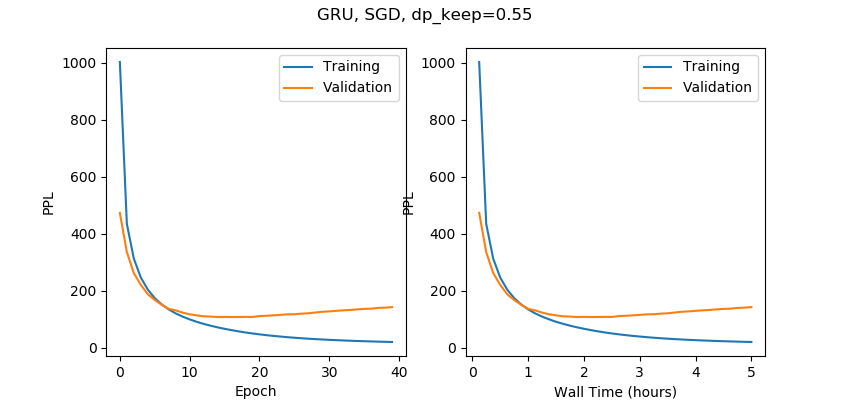 GRU, SGD, dp_keep=0.55
1000
800
600
400
200
0
PPL
Training
Validation
0
10
20
30
40
Epoch
1000
800
600
400
200
0
PPL
Training
Validation
0
1
2
3
4
5
Wall Time (hours)